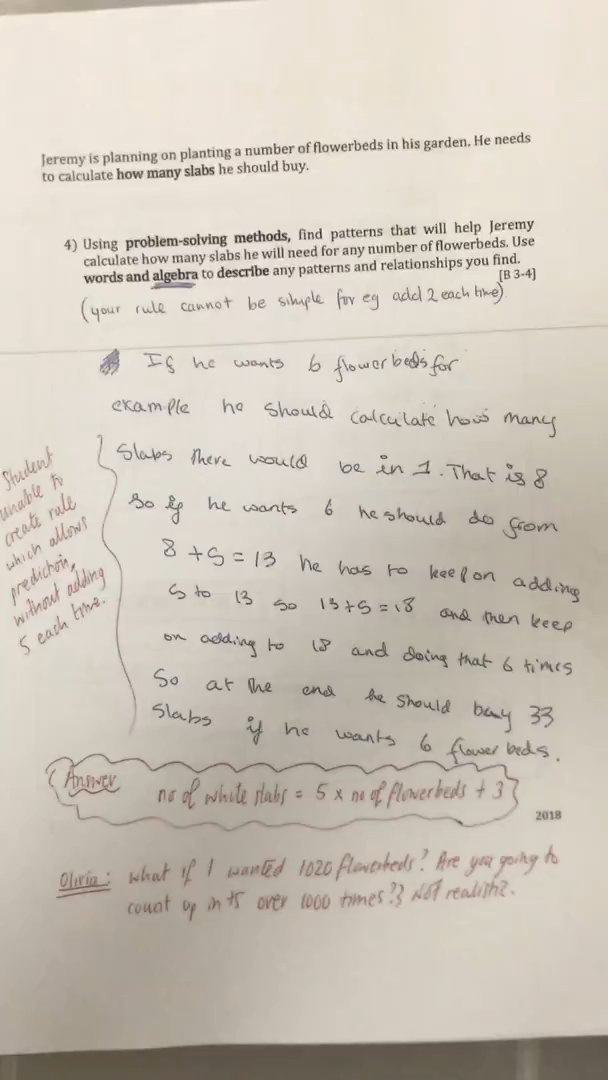 Jeremy is planning on planting a number of flowerbeds in his garden. He needs
to calculate how many slabs he should buy.
4) Using problem-solving methods, find patterns that will help Jeremy
calculate how many slabs he will need for any number of flowerbeds. Use
words and algebra to describe any patterns and relationships you find.
[B 3-4]
(your rule cannot be simple for eg add 2 each time)
If he wants 6 flowerbeds for
example he should calculate how many
slabs there would be in 1. That is 8
So if he wants 6 he should do from
8 + 5 = 13 he has to keep on adding
5 to 13 so 13+5=18 and then keep
on adding to 18 and doing that 6 times
So at the end he should buy 33
slabs if he wants 6 flower beds.
Student
unable to
create rule
which allows
prediction,
without adding
5 each time.
Answer
no of white slabs = 5 x no of flowerbeds + 3
2018
Olivia: What if I wanted 1020 flowerbeds? Are you going to
count up in +5 over 1000 times?? Not realistic.